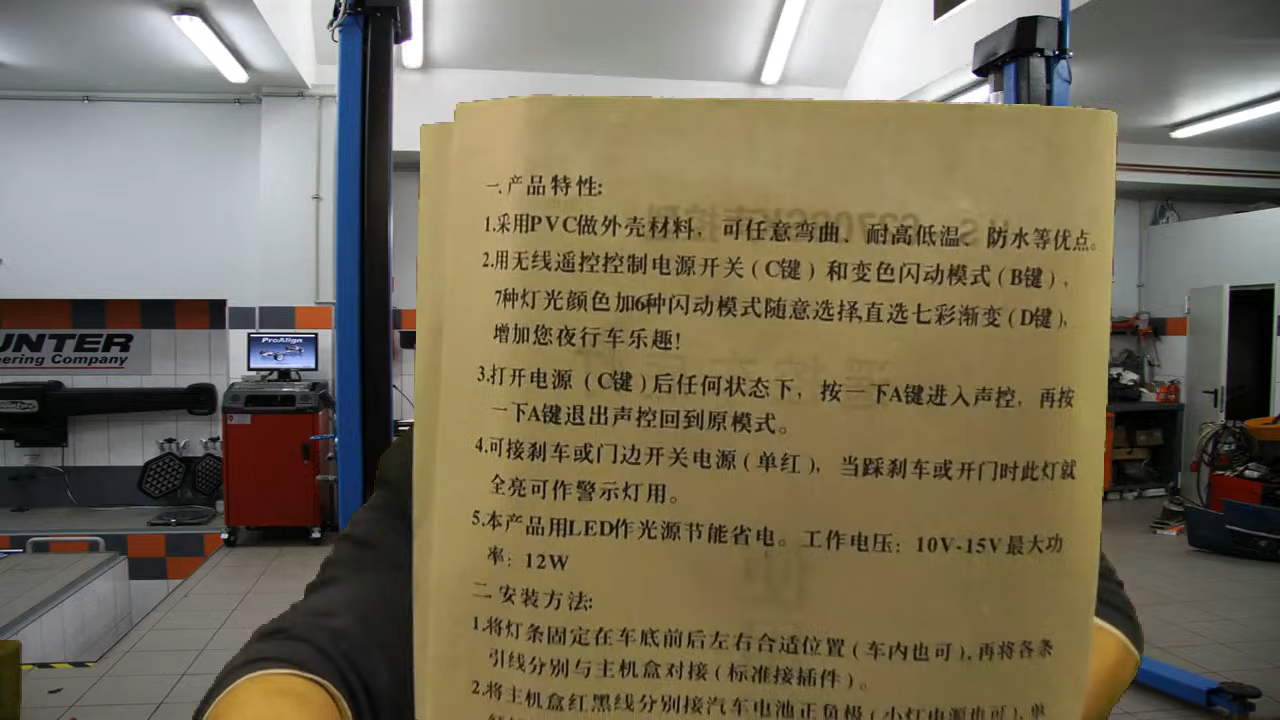 一.产品特性:
1.采用PVC做外壳材料，可任意弯曲、耐高低温、防水等优点。
2.用无线遥控控制电源开关(C键)和变色闪动模式(B键)，
7种灯光颜色加6种闪动模式随意选择,直选七彩渐变(D键),
增加您夜行车乐趣!
3.打开电源（C键)后任何状态下，按一下A键进入声控，再按
一下A键退出声控回到原模式。
4.可接刹车或门边开关电源(单红)，当踩刹车或开门时此灯就
全亮可作警示灯用。
5.本产品用LED作光源节能省电。工作电压：10V-15V最大功
率：12W
二.安装方法:
1.将灯条固定在车底前后左右合适位置(车内也可),再将各条
引线分别与主机盒对接(标准接插件)。
2.将主机盒红黑线分别接汽车电池正负极(小灯电源也可),单
UNTER
eering Company
ProAlign